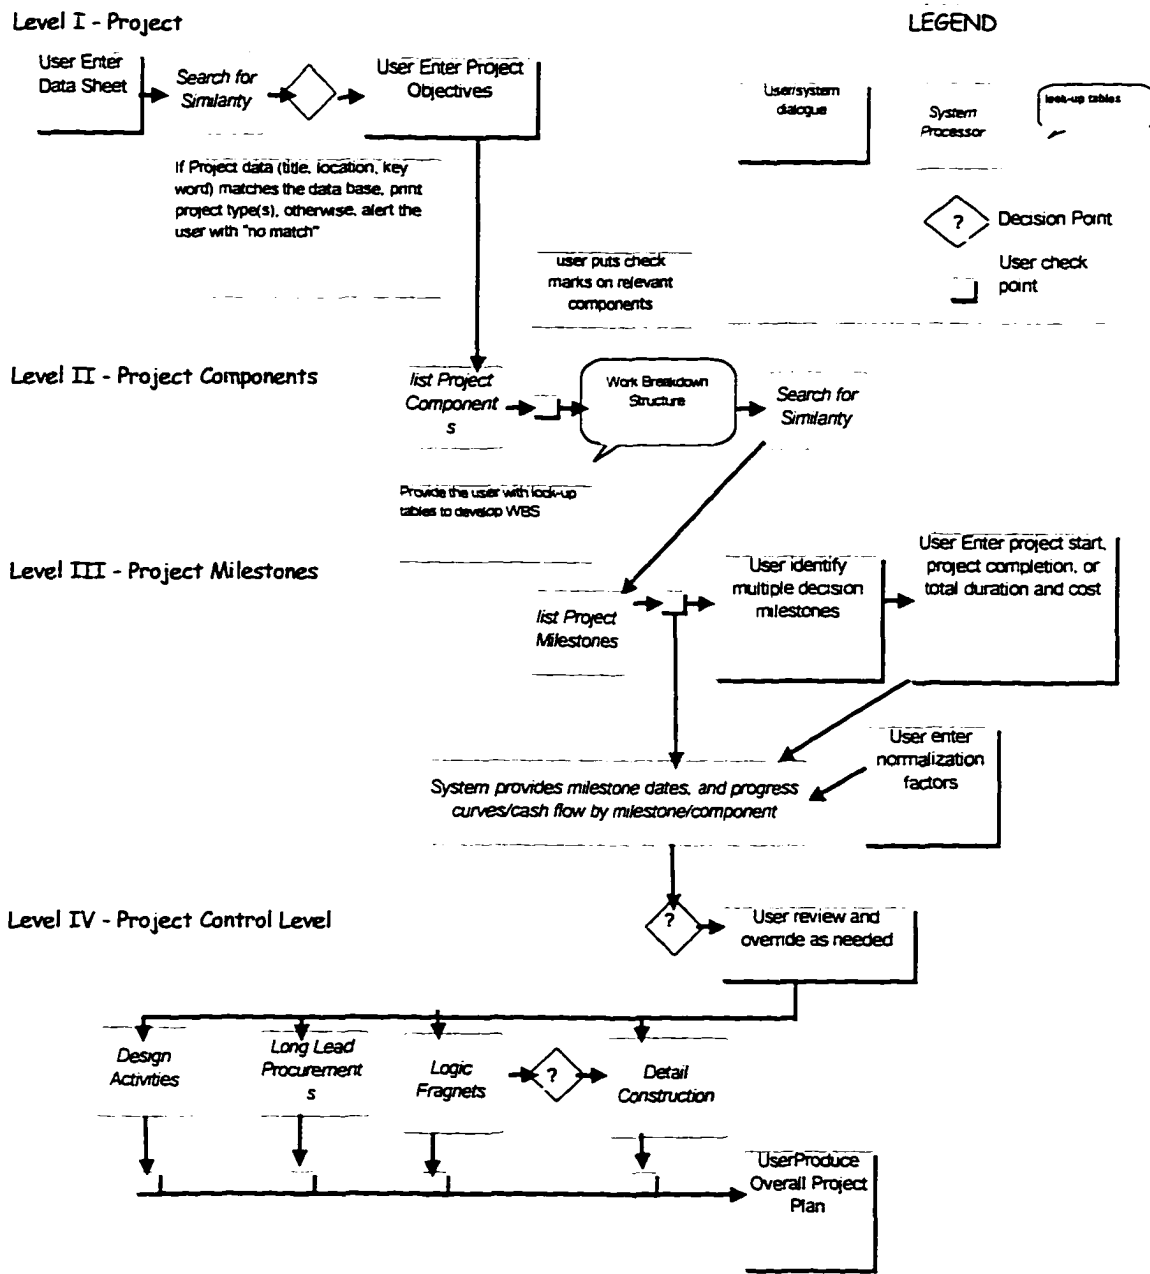 Level I - Project
LEGEND
User Enter
Data Sheet
Search for
Similarity
User Enter Project
Objectives
User/system
dialogue
System
Processor
look-up tables
If Project data (title, location, key
word) matches the data base, print
project type(s), otherwise, alert the
user with "no match"
?
Decision Point
User check
point
user puts check
marks on relevant
components
Level II - Project Components
list Project
Component
s
Work Breakdown
Structure
Search for
Similarity
Provide the user with look-up
tables to develop WBS
Level III - Project Milestones
list Project
Milestones
User identify
multiple decision
milestones
User Enter project start,
project completion, or
total duration and cost
User enter
normalization
factors
System provides milestone dates, and progress
curves/cash flow by milestone/component
Level IV - Project Control Level
?
User review and
override as needed
Design
Activities
Long Lead
Procurement
s
Logic
Fragnets
?
Detail
Construction
UserProduce
Overall Project
Plan